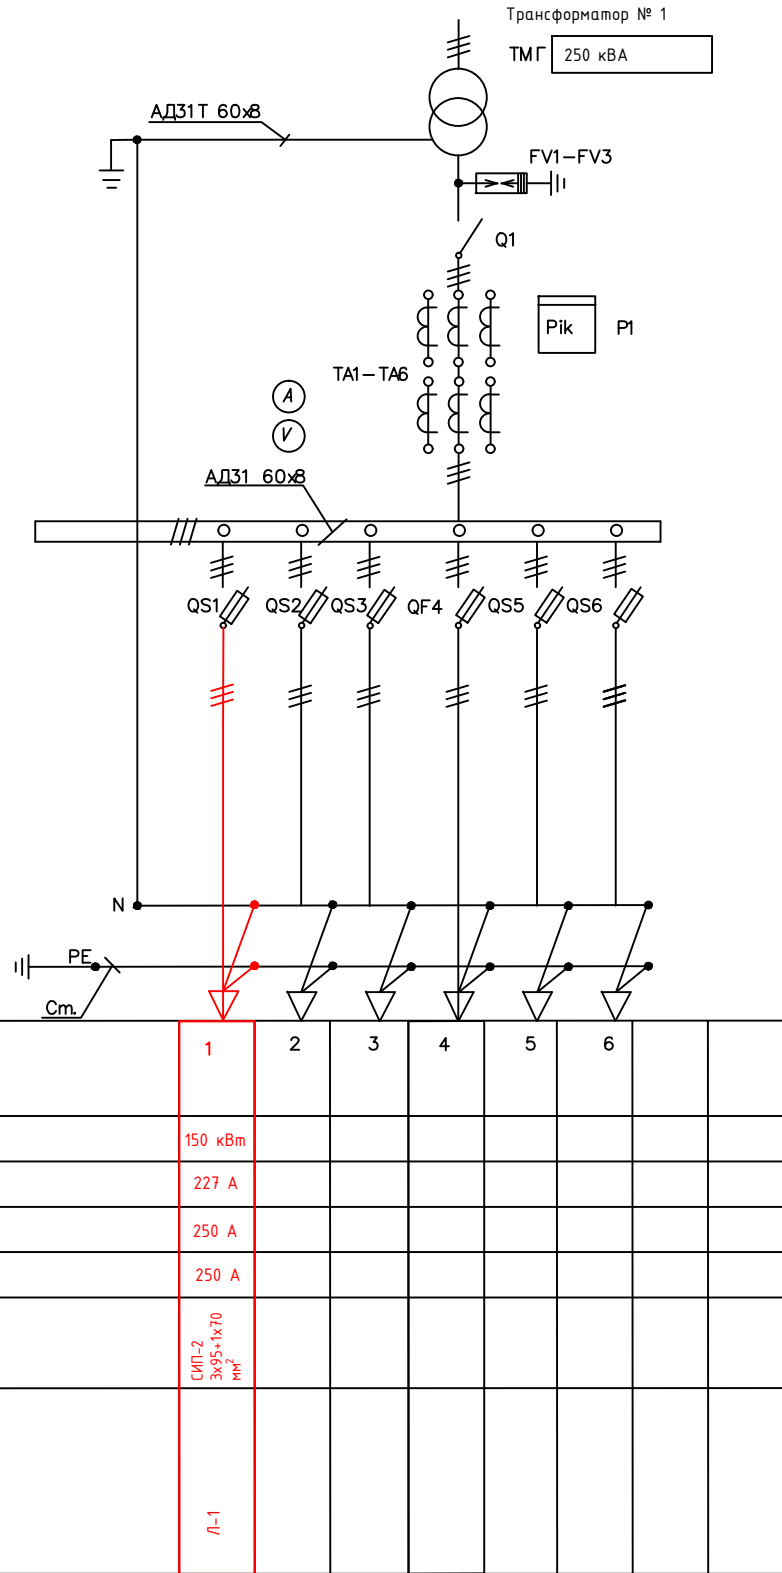 Трансформатор № 1
ТМГ
250 кВА
АД31Т 60х8
FV1-FV3
Q1
Pik
P1
TA1-TA6
A
V
АД31 60х8
QS1
QS2
QS3
QF4
QS5
QS6
N
PE
Ст.
1
2
3
4
5
6
150 кВт
227 А
250 А
250 А
СИП-2
3х95+1х70
мм²
Л-1